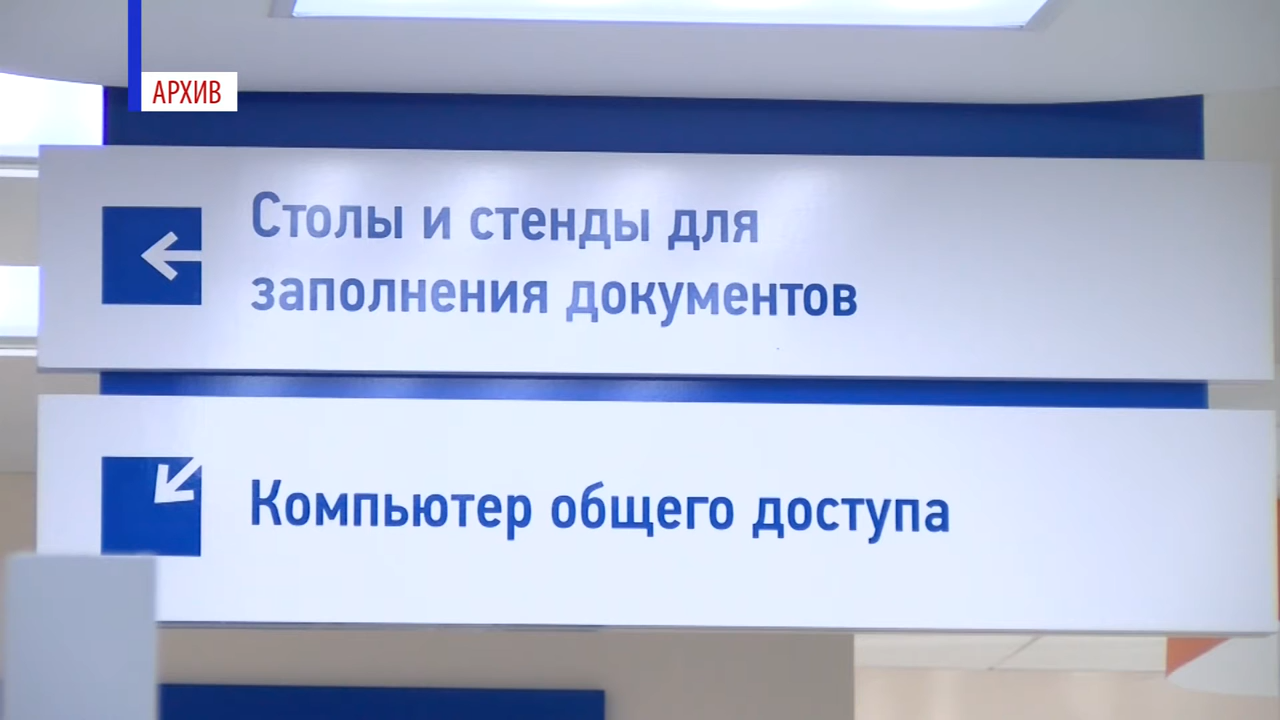 АРХИВ
Столы и стенды для
заполнения документов
Компьютер общего доступа